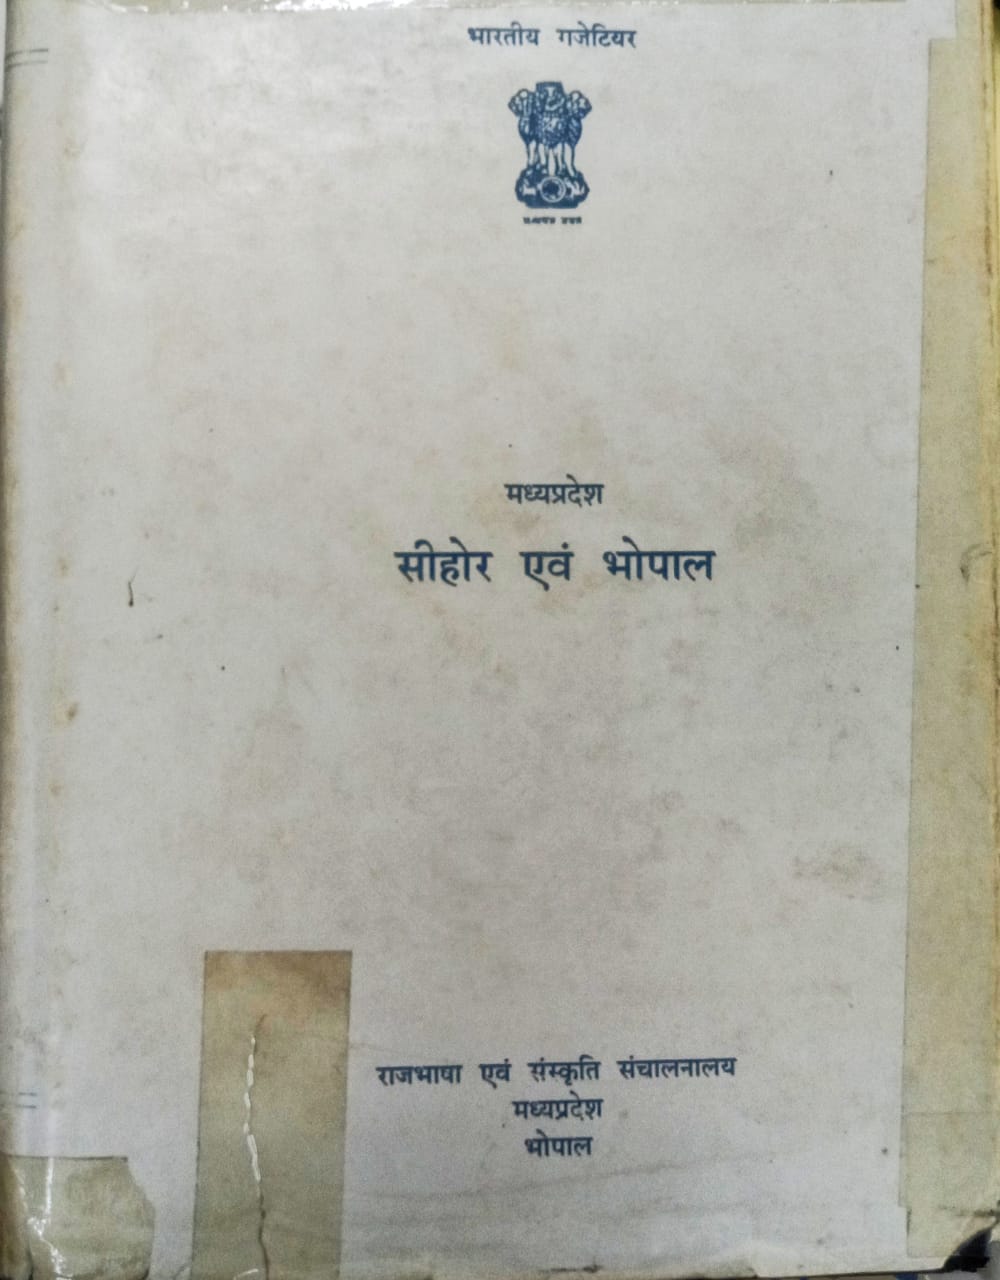 भारतीय गजेटियर
मध्यप्रदेश
सीहोर एवं भोपाल
राजभाषा एवं संस्कृति संचालनालय
मध्यप्रदेश
भोपाल